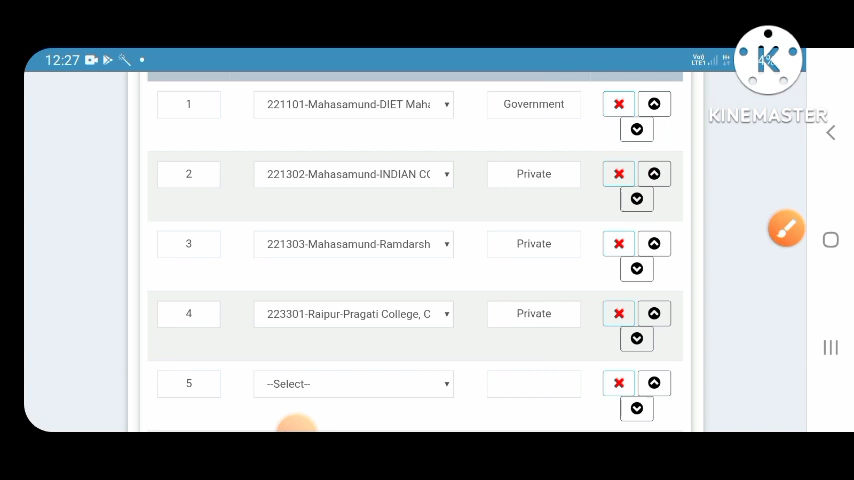 12:27
KINEMASTER
1 221101-Mahasamund-DIET Maha Government
2 221302-Mahasamund-INDIAN CO Private
3 221303-Mahasamund-Ramdarsh Private
4 223301-Raipur-Pragati College, C Private
5 --Select--